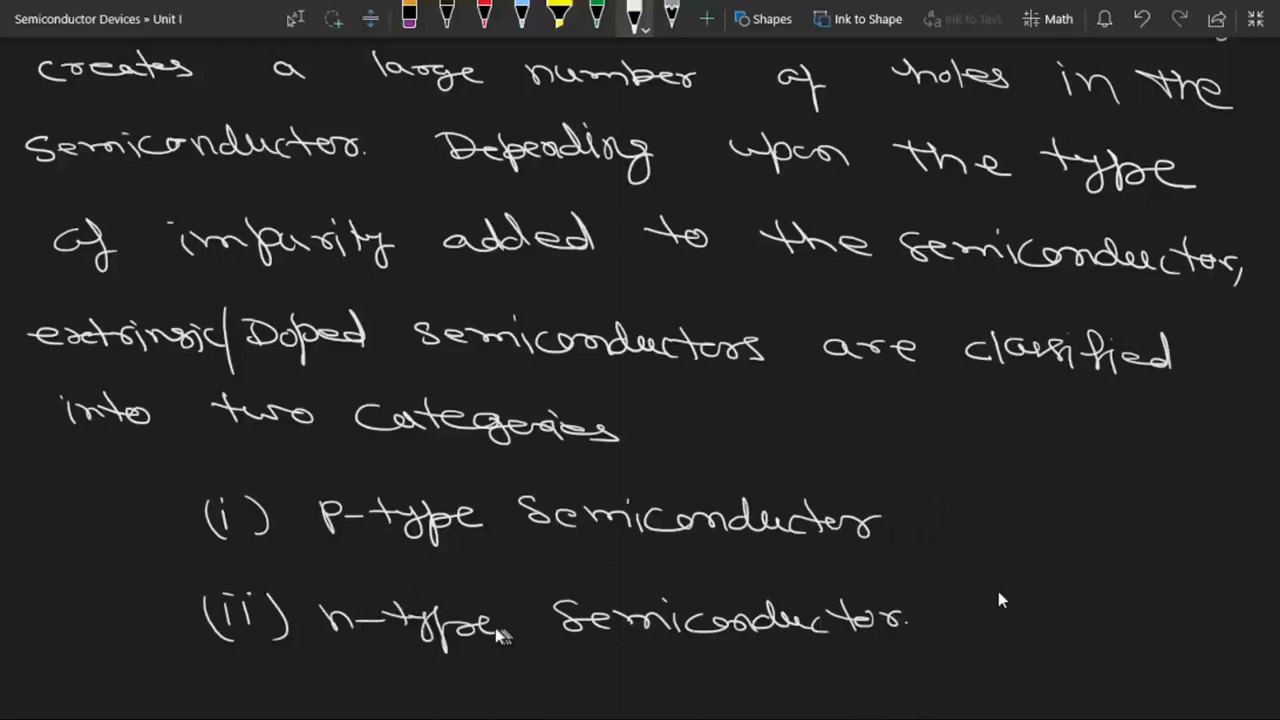 Semiconductor Devices » Unit I
Shapes
Ink to Shape
Ink to Text
Math
creates a large number of holes in the
semiconductor. Depending upon the type
of impurity added to the semiconductor,
extrinsic/Doped semiconductors are classified
into two categories
(i) P-type Semiconductor
(ii) n-type Semiconductor.